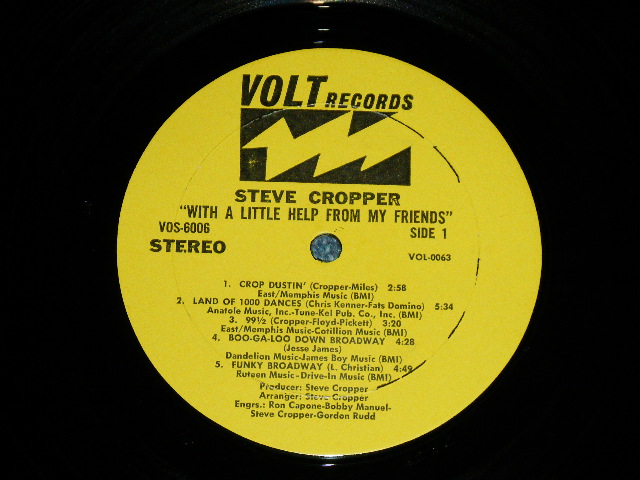 VOLT RECORDS
STEVE CROPPER
"WITH A LITTLE HELP FROM MY FRIENDS"
VOS-6006
SIDE 1
STEREO
VOL-0063
1. CROP DUSTIN' (Cropper-Miles) 2:58
East/Memphis Music (BMI)
2. LAND OF 1000 DANCES (Chris Kenner-Fats Domino) 5:34
Anatole Music, Inc.-Tune-Kel Pub. Co., Inc. (BMI)
3. 99½ (Cropper-Floyd-Pickett) 3:20
East/Memphis Music-Cotillion Music (BMI)
4. BOO-GA-LOO DOWN BROADWAY 4:28
(Jesse James)
Dandelion Music-James Boy Music (BMI)
5. FUNKY BROADWAY (L. Christian) 4:49
Ruteen Music-Drive-In Music (BMI)
Producer: Steve Cropper
Arranger: Steve Cropper
Engrs.: Ron Capone-Bobby Manuel-
Steve Cropper-Gordon Rudd